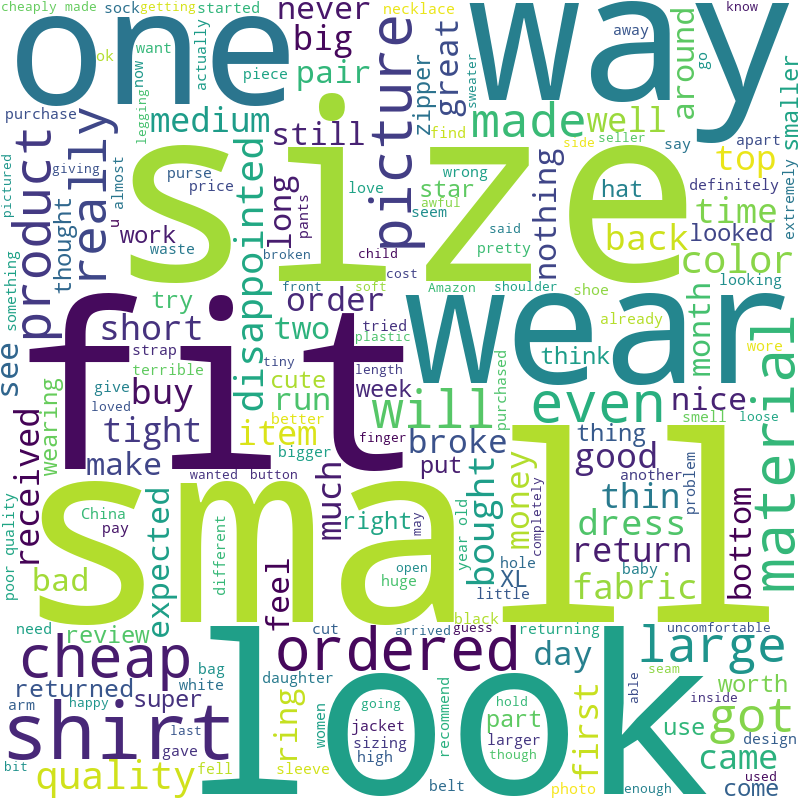 cheaply made sock getting started never necklace away know
one way
ok actually big picture great zipper sweater go around smaller
now want piece pair find side seller say apart
purchase legging medium still made well top extremely
product really size disappointed long star wrong hat definitely
pictured giving almost purse price love awful nothing time
thought u work waste pants seem said back looked
something broken child cost pretty color
front soft Amazon shoulder shoe looking
fit try order wear already month
see short two tried plastic think wore material
strap terrible tiny length
wearing give buy cute run week will purchased even nice
loved tight item better finger broke thing smell loose
received make bigger much put good another problem
wanted button
small China right bought money completely thin
poor quality pay expected different may year old hole dress return bottom
bad feel open huge XL little baby fabric
black
need review cut arrived guess returning uncomfortable
cheap look ordered day large
returned bag daughter seam worth
arm happy super white ring women going hold part able inside got
shirt last jacket recommend larger first use design
gave sizing high though came
bit quality fell sleeve belt photo enough used come